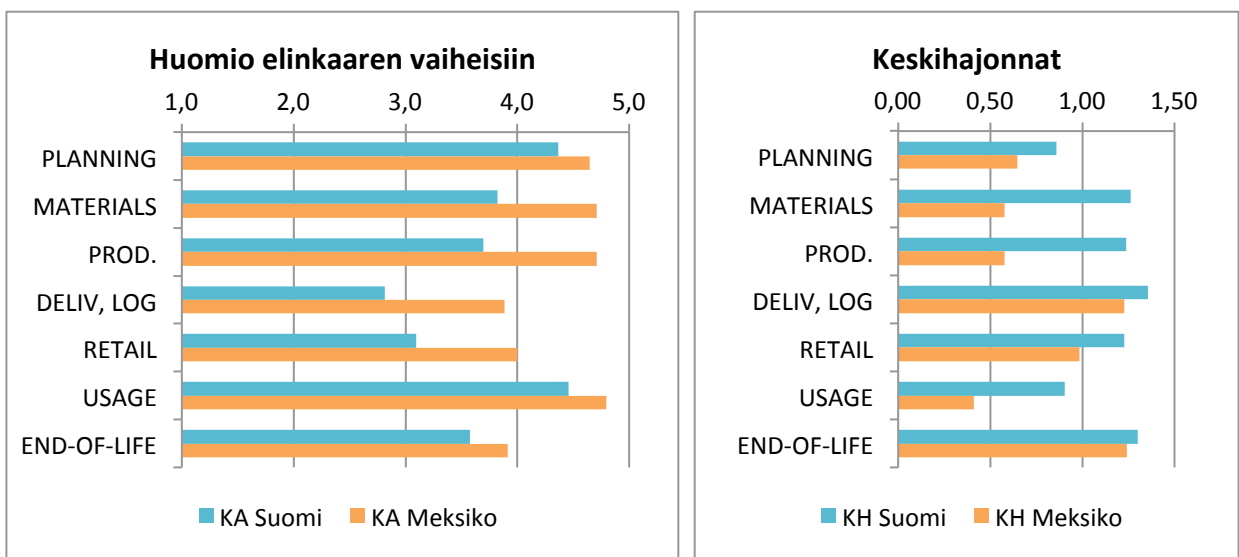 Huomio elinkaaren vaiheisiin
1,0 2,0 3,0 4,0 5,0
PLANNING
MATERIALS
PROD.
DELIV, LOG
RETAIL
USAGE
END-OF-LIFE
KA Suomi KA Meksiko
Keskihajonnat
0,00 0,50 1,00 1,50
PLANNING
MATERIALS
PROD.
DELIV, LOG
RETAIL
USAGE
END-OF-LIFE
KH Suomi KH Meksiko